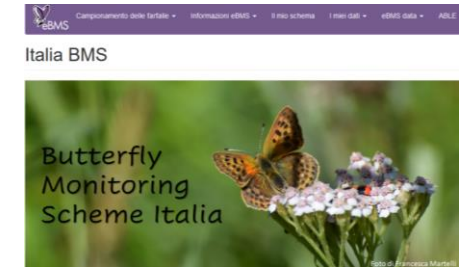 eBMS Campionamento delle farfalle Informazioni eBMS Il mio schema I miei dati eBMS data ABLE
Italia BMS
Butterfly
Monitoring
Scheme Italia
Foto di Francesca Martelli